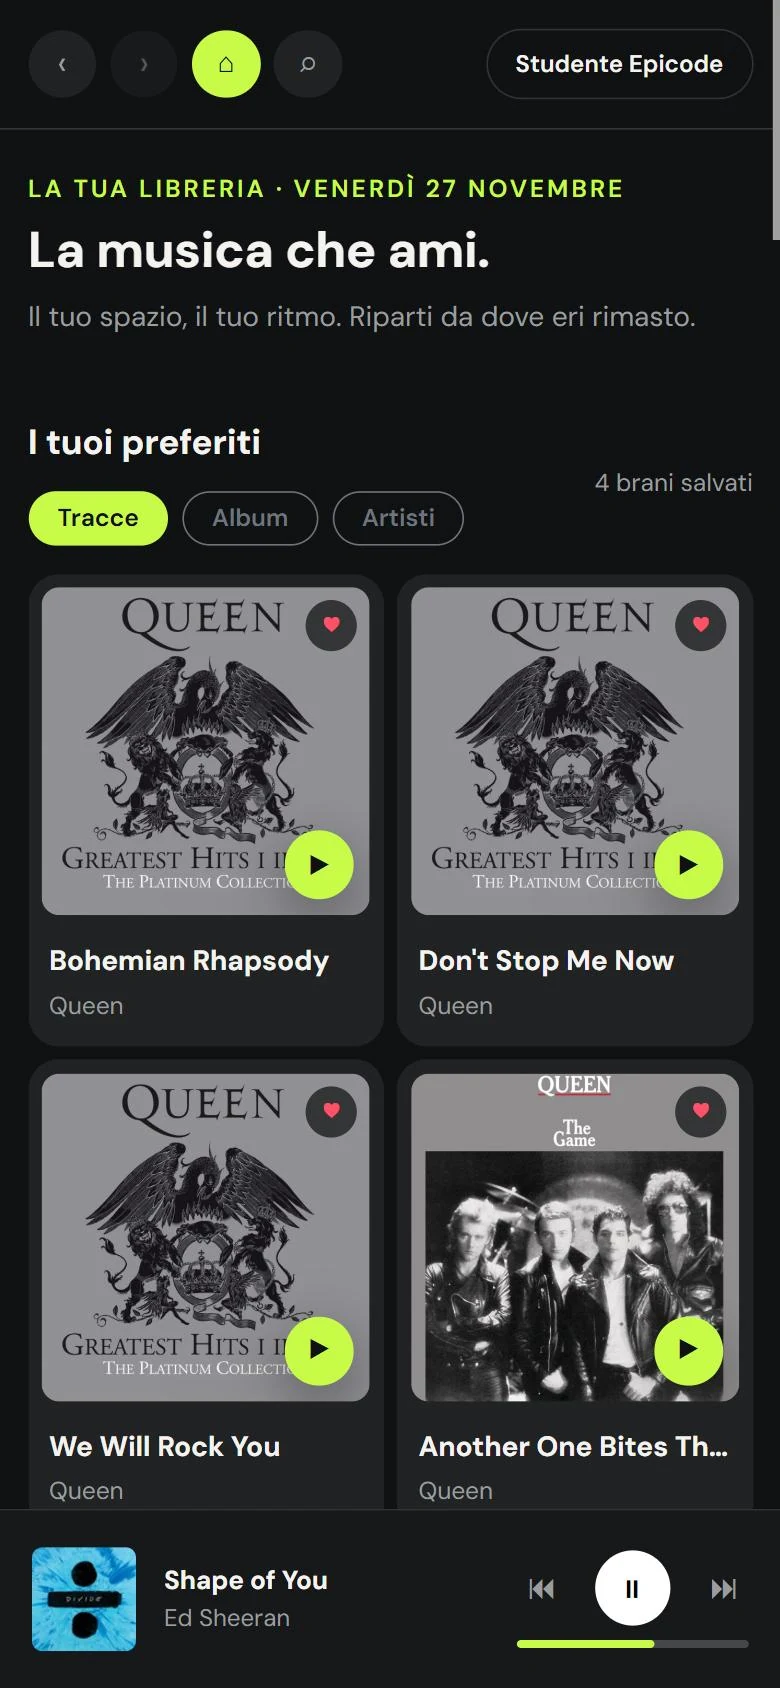 Studente Epicode
LA TUA LIBRERIA · VENERDÌ 27 NOVEMBRE
La musica che ami.
Il tuo spazio, il tuo ritmo. Riparti da dove eri rimasto.
I tuoi preferiti
4 brani salvati
Tracce Album Artisti
QUEEN
GREATEST HITS I II
THE PLATINUM COLLECTI
QUEEN
GREATEST HITS I II
THE PLATINUM COLLECTI
Bohemian Rhapsody
Queen
Don't Stop Me Now
Queen
QUEEN
GREATEST HITS I II
THE PLATINUM COLLECTI
QUEEN
The
Game
We Will Rock You
Queen
Another One Bites Th...
Queen
DIVIDE
Shape of You
Ed Sheeran